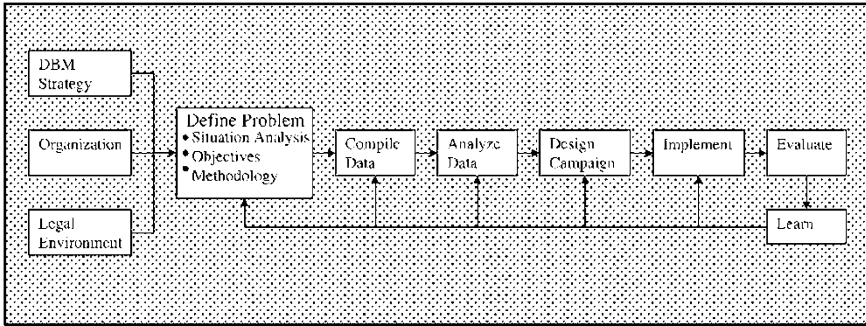 DBM
Strategy
Organization
Legal
Environment
Define Problem
• Situation Analysis
• Objectives
• Methodology
Compile
Data
Analyze
Data
Design
Campaign
Implement
Evaluate
Learn